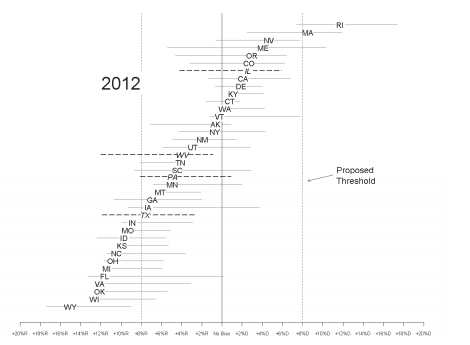 RI
MA
NV
ME
OR
CO
IL
2012
CA
DE
KY
CT
WA
VT
AK
NY
NM
UT
WV
TN
SC
PA
Proposed
Threshold
MN
MT
GA
IA
TX
IN
MO
ID
KS
NC
OH
MI
FL
VA
OK
WI
WY
+20%R +18%R +16%R +14%R +12%R +10%R +8%R +6%R +4%R +2%R No Bias +2%D +4%D +6%D +8%D +10%D +12%D +14%D +16%D +18%D +20%D